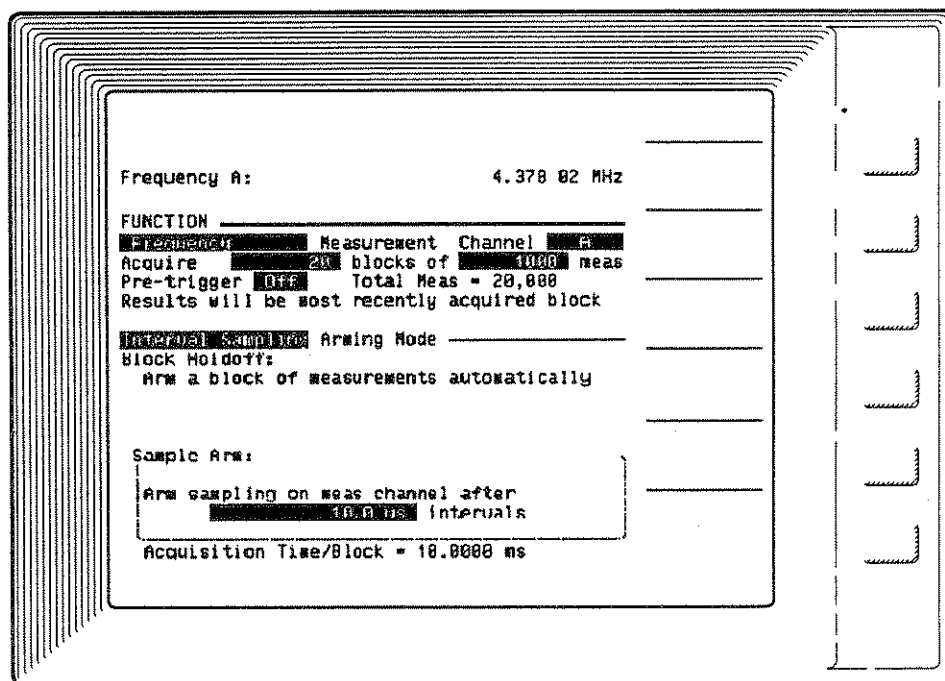 Frequency A: 4.378 02 MHz
FUNCTION
Frequency Measurement Channel A
Acquire 20 blocks of 1000 meas
Pre-trigger Off Total Meas = 20,000
Results will be most recently acquired block
Interval Sampling Arming Mode
Block Holdoff:
Arm a block of measurements automatically
Sample Arm:
Arm sampling on meas channel after
10.0 us intervals
Acquisition Time/Block = 10.0000 ms